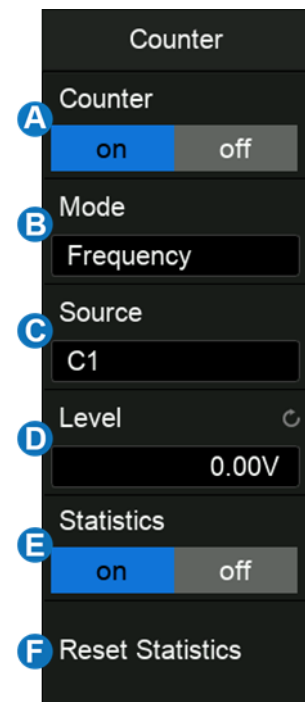 Counter
A
Counter
on off
B
Mode
Frequency
C
Source
C1
D
Level
0.00V
E
Statistics
on off
F
Reset Statistics